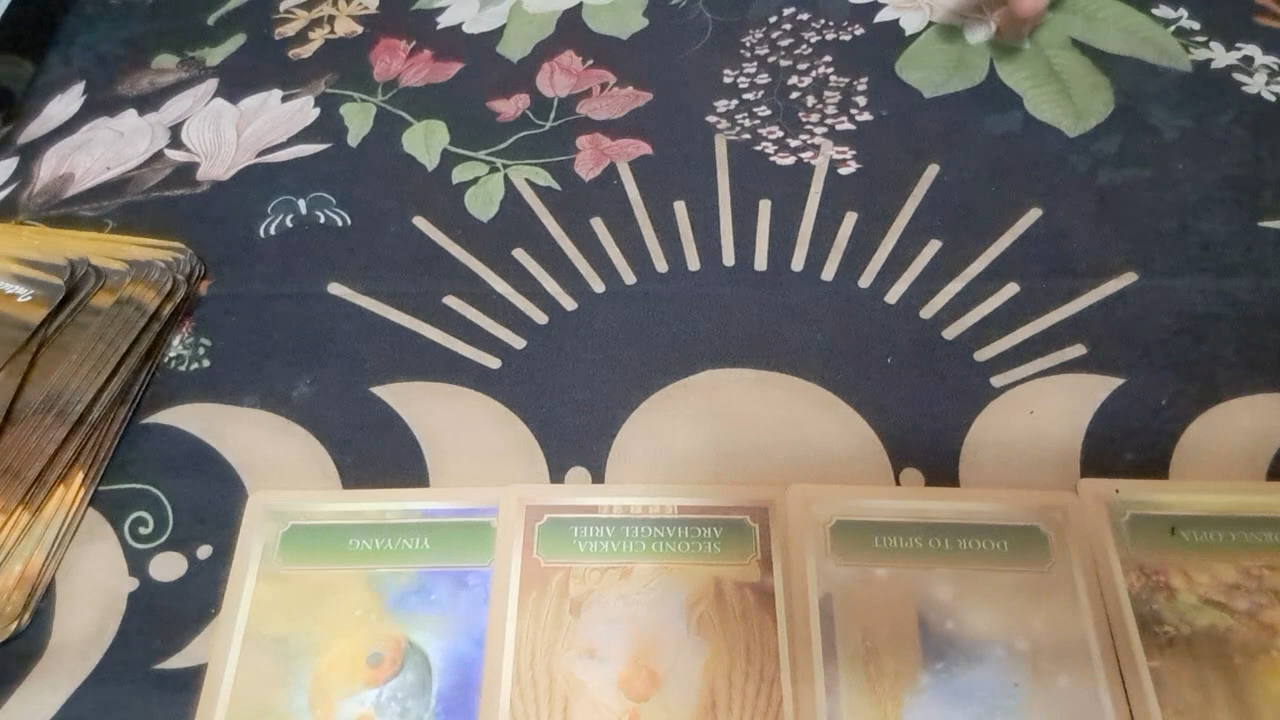 YIN/YANG
SECOND CHAKRA
ARCHANGEL ARIEL
DOOR TO SPIRIT